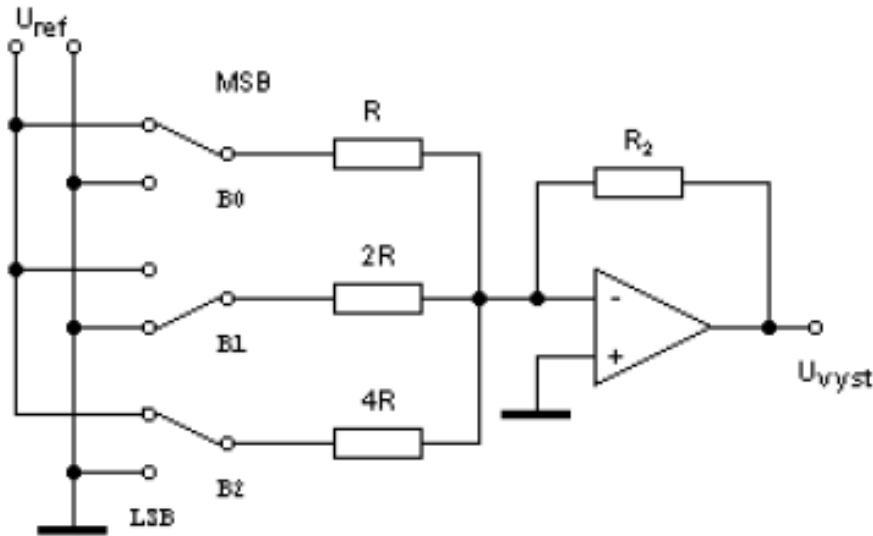 Uref
MSB
R
B0
R2
2R
B1
-
+
Uvyst
4R
B2
LSB